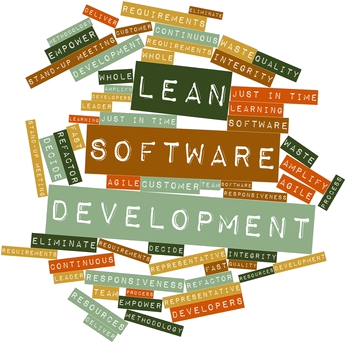 DELIVER
REQUIREMENTS
ELIMINATE
METHODOLOGY
CUSTOMER
CONTINUOUS
EMPOWER
REQUIREMENTS
WASTE
QUALITY
STAND-UP MEETING
DEVELOPMENT
WHOLE
INTEGRITY
WHOLE
AMPLIFY
DEVELOPERS
LEADER
LEAN
JUST IN TIME
LEARNING
LEARNING
JUST IN TIME
SOFTWARE
STAND-UP MEETING
DECIDE
REFACTOR
FAST
SOFTWARE
WASTE
AMPLIFY
AGILE
PROCESS
AGILE
CUSTOMER
TEAM
SOFTWARE
RESPONSIVENESS
DEVELOPMENT
ELIMINATE
REQUIREMENTS
REQUIREMENTS
DECIDE
INTEGRITY
CONTINUOUS
REPRESENTATIVE
FAST
QUALITY
DEVELOPMENT
LEADER
RESPONSIVENESS
REFACTOR
RESOURCES
TEAM
PROCESS
REPRESENTATIVE
RESOURCES
EMPOWER
DEVELOPERS
DELIVER
METHODOLOGY